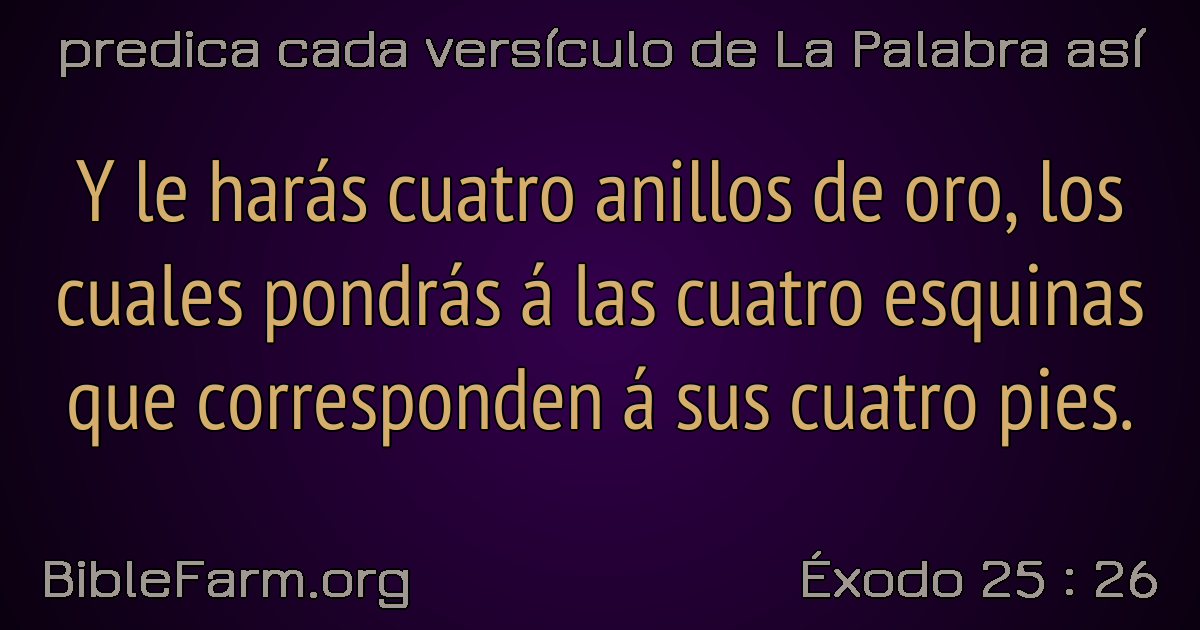 predica cada versículo de La Palabra así
Y le harás cuatro anillos de oro, los
cuales pondrás á las cuatro esquinas
que corresponden á sus cuatro pies.
BibleFarm.org
Éxodo 25 : 26